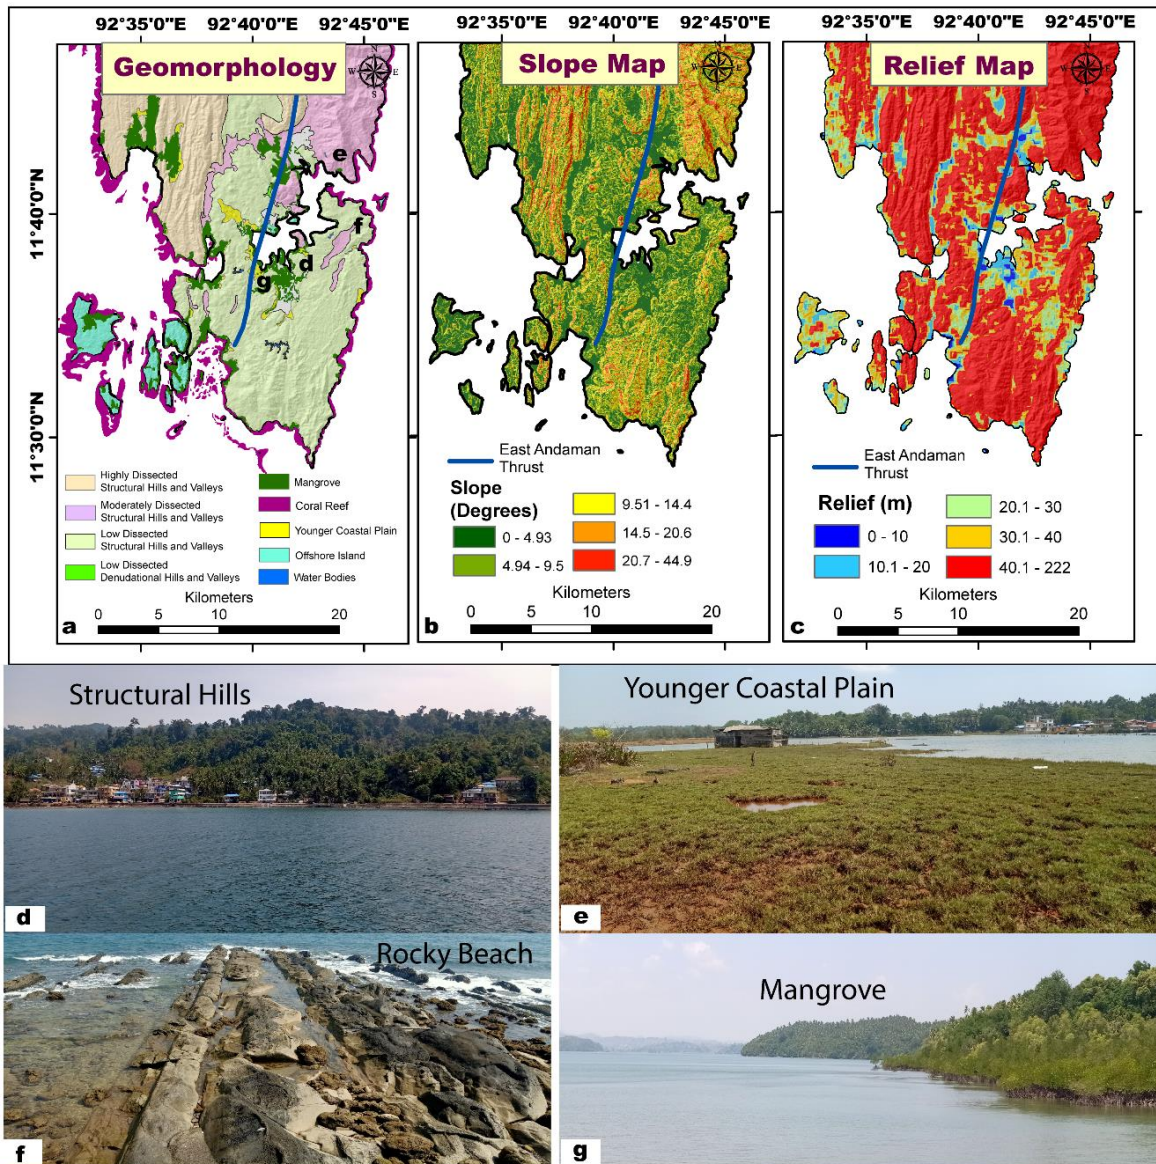 92°35'0"E 92°40'0"E 92°45'0"E 92°35'0"E 92°40'0"E 92°45'0"E 92°35'0"E 92°40'0"E 92°45'0"E
Geomorphology
N
W E
S
Slope Map
N
W E
S
Relief Map
N
W E
S
11°40'0"N
11°30'0"N
e
f
d
g
Highly Dissected
Structural Hills and Valleys
Moderately Dissected
Structural Hills and Valleys
Low Dissected
Structural Hills and Valleys
Low Dissected
Denudational Hills and Valleys
Mangrove
Coral Reef
Younger Coastal Plain
Offshore Island
Water Bodies
Kilometers
0 5 10 20
a
East Andaman
Thrust
Slope
(Degrees)
0 - 4.93
4.94 - 9.5
9.51 - 14.4
14.5 - 20.6
20.7 - 44.9
Kilometers
0 5 10 20
b
East Andaman
Thrust
Relief (m)
0 - 10
10.1 - 20
20.1 - 30
30.1 - 40
40.1 - 222
Kilometers
0 5 10 20
c
Structural Hills
d
Younger Coastal Plain
e
Rocky Beach
f
Mangrove
g